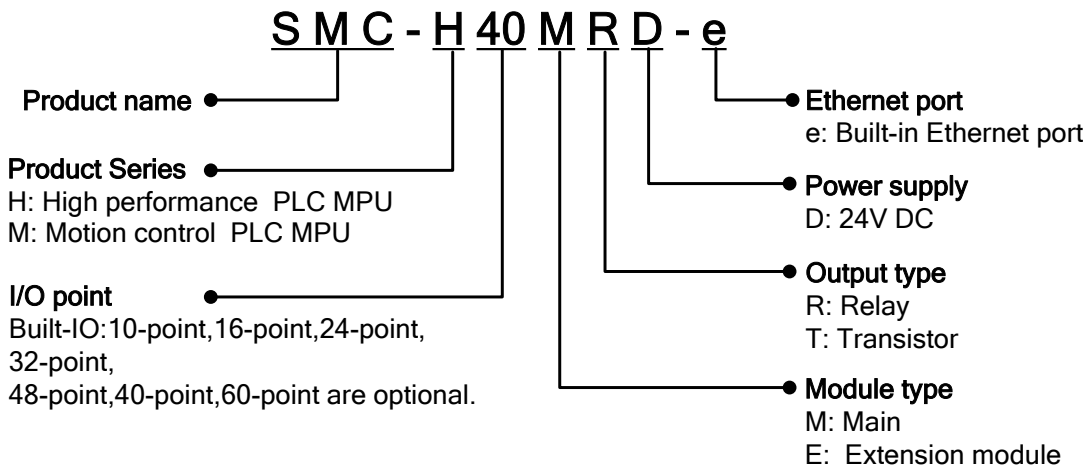 SMC-H40MRD-e
Product name
Product Series
H: High performance PLC MPU
M: Motion control PLC MPU
I/O point
Built-IO:10-point,16-point,24-point,
32-point,
48-point,40-point,60-point are optional.
Ethernet port
e: Built-in Ethernet port
Power supply
D: 24V DC
Output type
R: Relay
T: Transistor
Module type
M: Main
E: Extension module